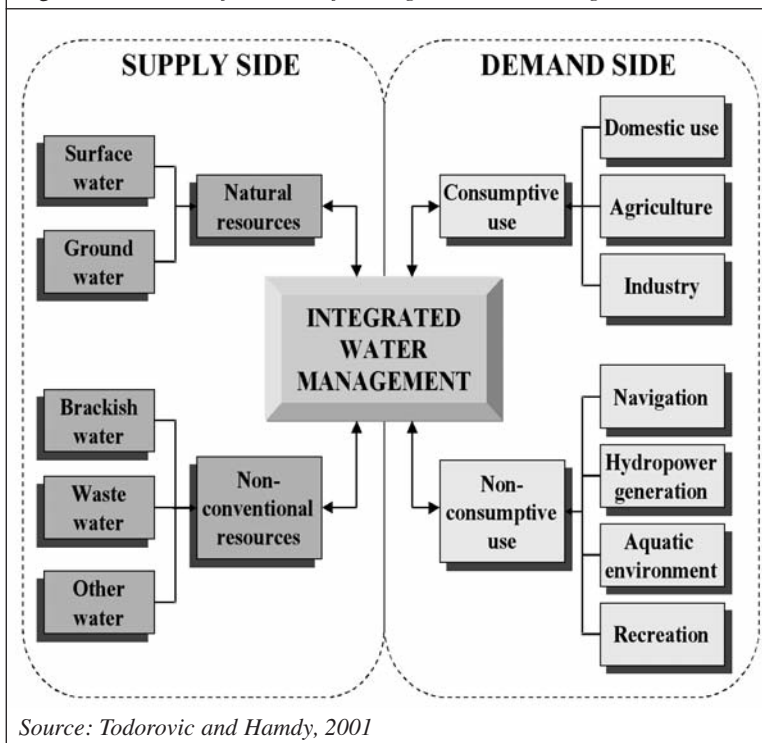 SUPPLY SIDE
Surface
water
Ground
water
Natural
resources
Brackish
water
Waste
water
Other
water
Non-
conventional
resources
INTEGRATED
WATER
MANAGEMENT
DEMAND SIDE
Consumptive
use
Domestic use
Agriculture
Industry
Non-
consumptive
use
Navigation
Hydropower
generation
Aquatic
environment
Recreation
Source: Todorovic and Hamdy, 2001